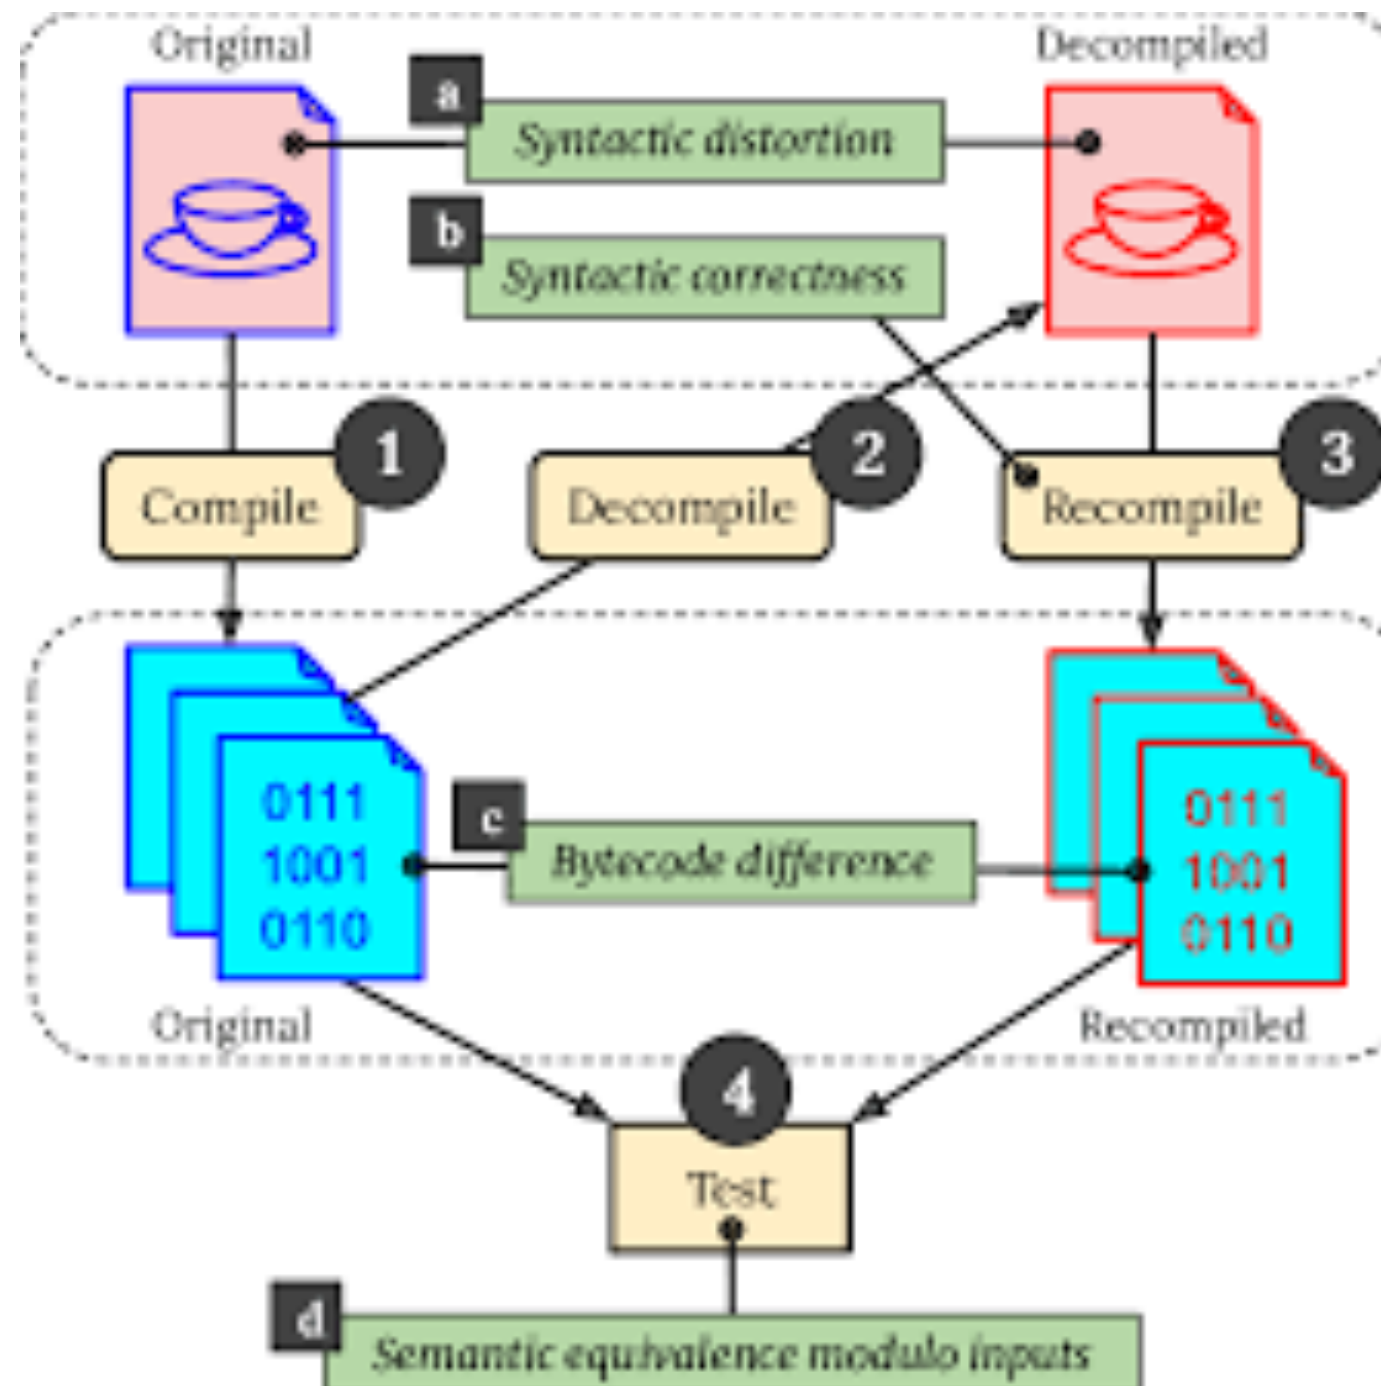 Original
Decompiled
a
Syntactic distortion
b
Syntactic correctness
1
2
3
Compile
Decompile
Recompile
0111
1001
0110
c
Bytecode difference
0111
1001
0110
Original
Recompiled
4
Test
d
Semantic equivalence modulo inputs